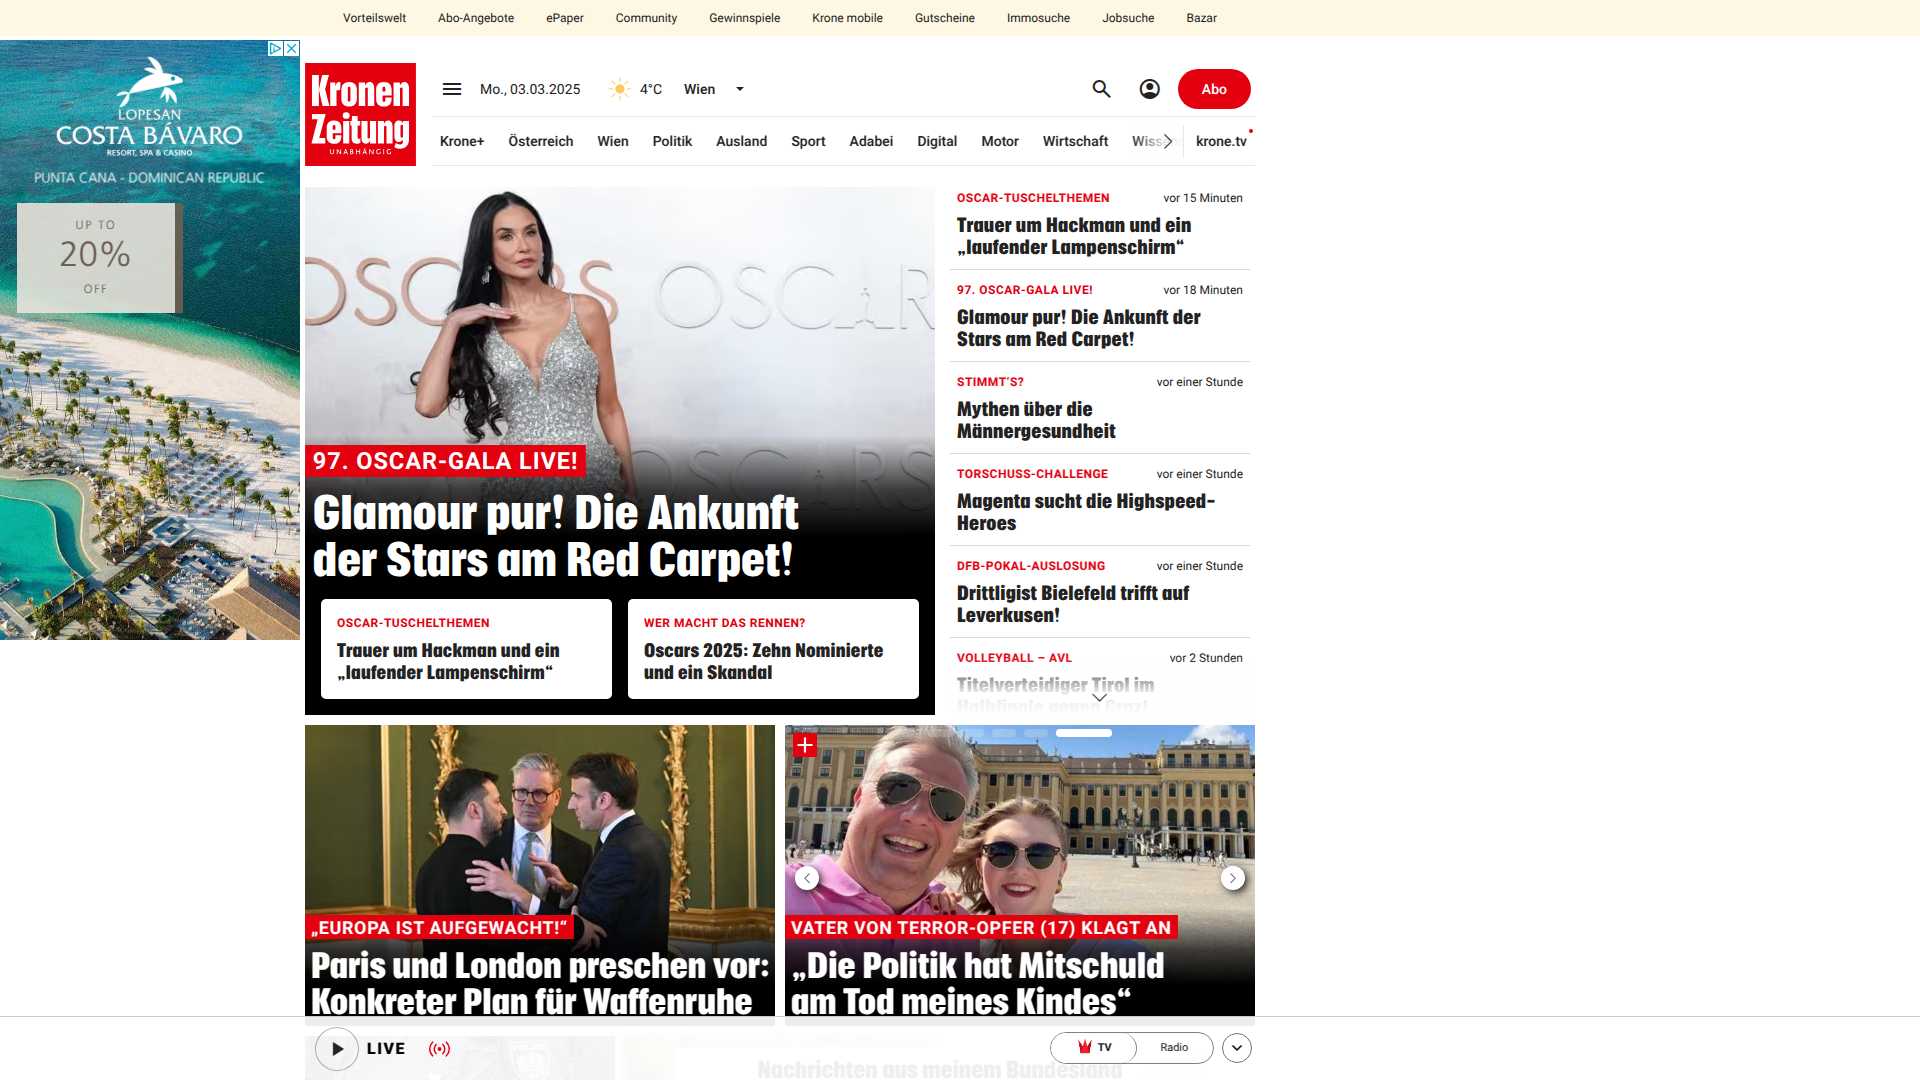 Vorteilswelt Abo-Angebote ePaper Community Gewinnspiele Krone mobile Gutscheine Immosuche Jobsuche Bazar
LOPESAN
COSTA BÁVARO
RESORT, SPA & CASINO
PUNTA CANA - DOMINICAN REPUBLIC
UP TO
20%
OFF
Kronen
Zeitung
UNABHÄNGIG
Mo., 03.03.2025 4°C Wien
Abo
Krone+ Österreich Wien Politik Ausland Sport Adabei Digital Motor Wirtschaft Wiss krone.tv
OSCARS OSCAR
OSCARS
97. OSCAR-GALA LIVE!
Glamour pur! Die Ankunft
der Stars am Red Carpet!
OSCAR-TUSCHELTHEMEN
Trauer um Hackman und ein
„laufender Lampenschirm“
WER MACHT DAS RENNEN?
Oscars 2025: Zehn Nominierte
und ein Skandal
OSCAR-TUSCHELTHEMEN vor 15 Minuten
Trauer um Hackman und ein
„laufender Lampenschirm“
97. OSCAR-GALA LIVE! vor 18 Minuten
Glamour pur! Die Ankunft der
Stars am Red Carpet!
STIMMT’S? vor einer Stunde
Mythen über die
Männergesundheit
TORSCHUSS-CHALLENGE vor einer Stunde
Magenta sucht die Highspeed-
Heroes
DFB-POKAL-AUSLOSUNG vor einer Stunde
Drittligist Bielefeld trifft auf
Leverkusen!
VOLLEYBALL – AVL vor 2 Stunden
Titelverteidiger Tirol im
Halbfinale gegen Graz!
„EUROPA IST AUFGEWACHT!“
Paris und London preschen vor:
Konkreter Plan für Waffenruhe
VATER VON TERROR-OPFER (17) KLAGT AN
„Die Politik hat Mitschuld
am Tod meines Kindes“
LIVE
TV Radio
Nachrichten aus meinem Bundesland